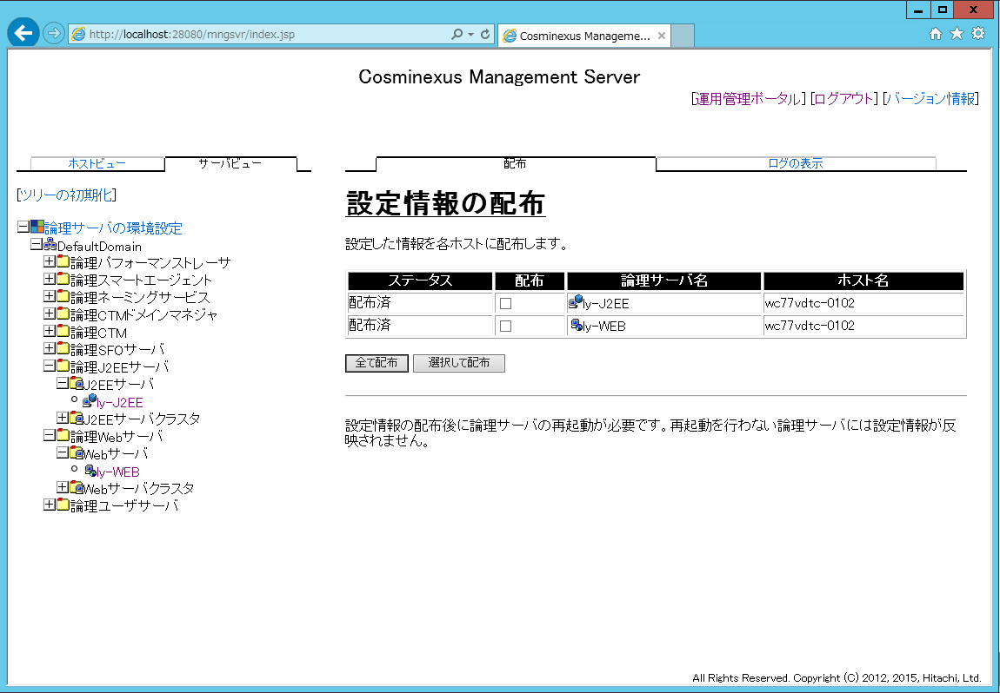 http://localhost:28080/mngsvr/index.jsp
Cosminexus Manageme...
Cosminexus Management Server
[運用管理ポータル] [ログアウト] [バージョン情報]
ホストビュー
サーバビュー
配布
ログの表示
[ツリーの初期化]
論理サーバの環境設定
DefaultDomain
論理パフォーマンストレーサ
論理スマートエージェント
論理ネーミングサービス
論理CTMドメインマネジャ
論理CTM
論理SFOサーバ
論理J2EEサーバ
J2EEサーバ
ly-J2EE
J2EEサーバクラスタ
論理Webサーバ
Webサーバ
ly-WEB
Webサーバクラスタ
論理ユーザサーバ
設定情報の配布
設定した情報を各ホストに配布します。
ステータス 配布 論理サーバ名 ホスト名
配布済 ly-J2EE wc77vdtc-0102
配布済 ly-WEB wc77vdtc-0102
全て配布 選択して配布
設定情報の配布後に論理サーバの再起動が必要です。再起動を行わない論理サーバには設定情報が反
映されません。
All Rights Reserved. Copyright (C) 2012, 2015, Hitachi, Ltd.